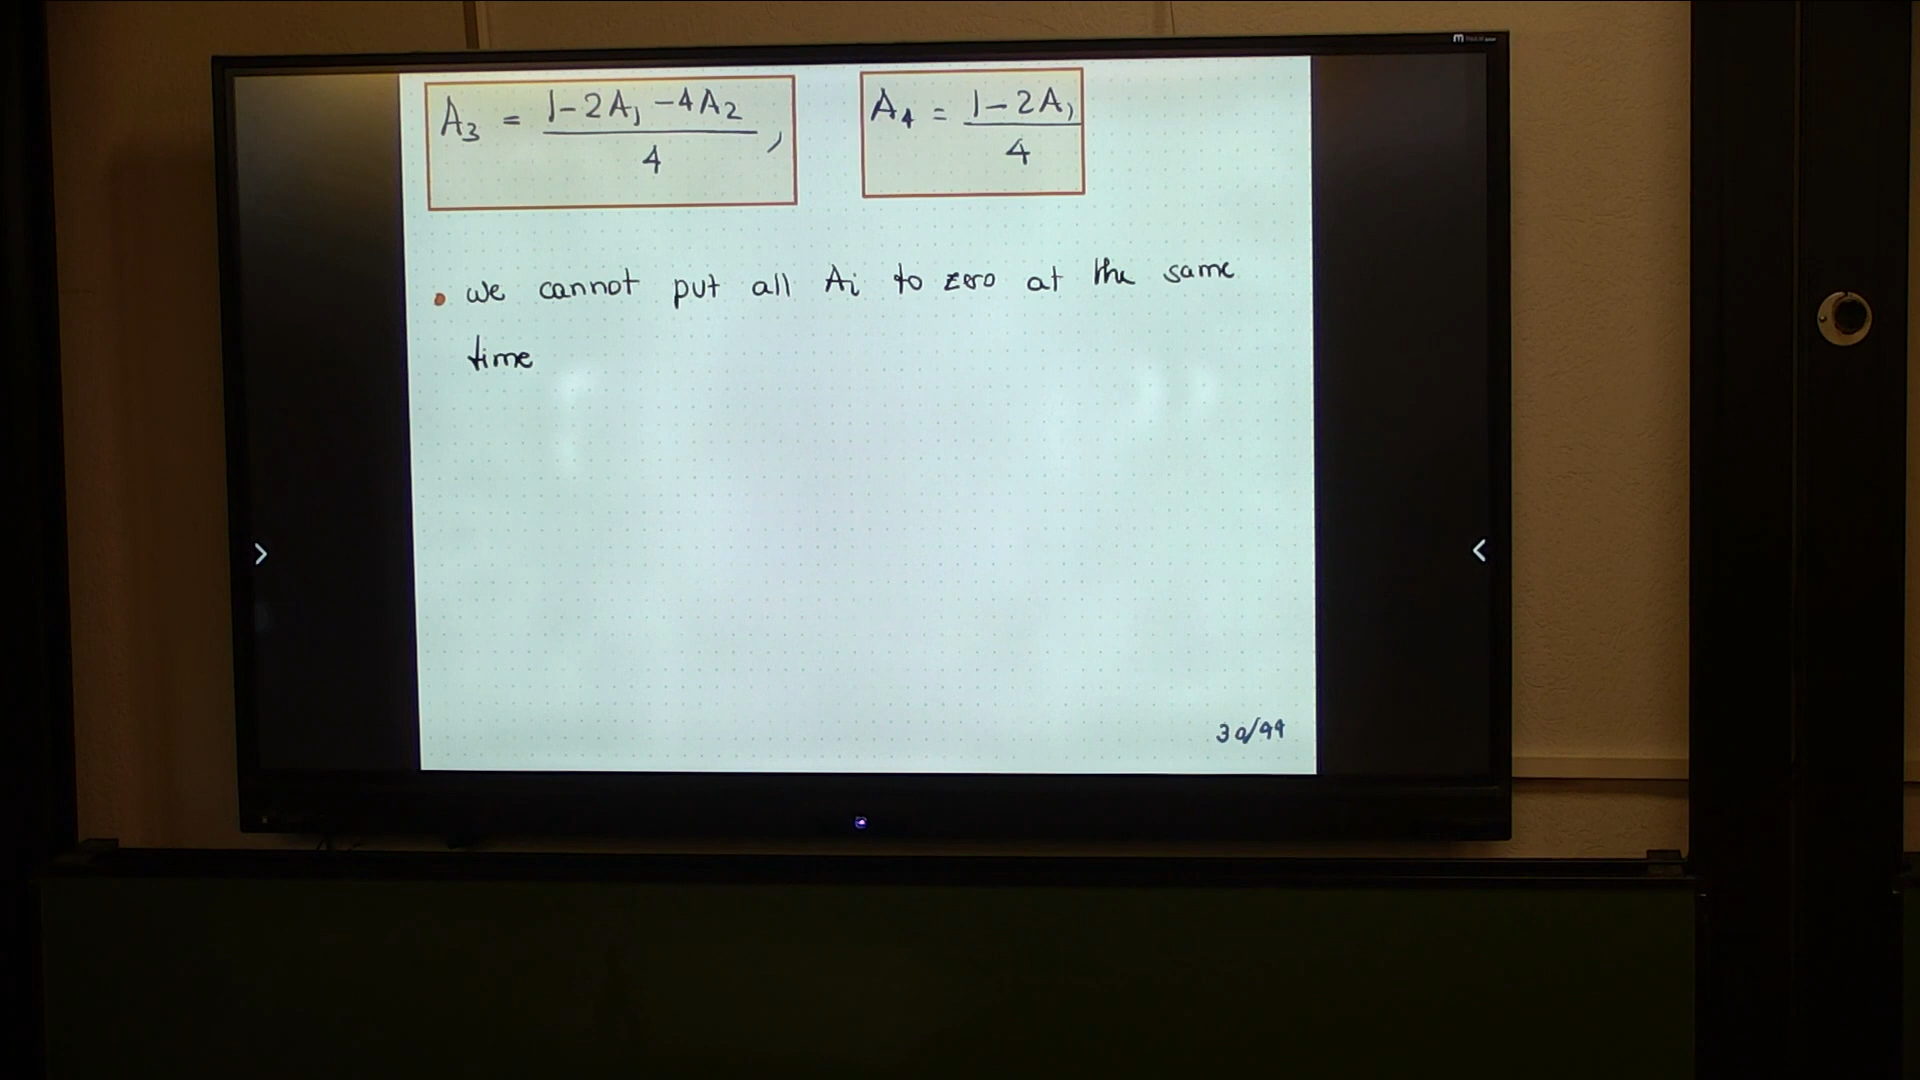 A₃ = (1-2A₁-4A₂)/4 , A₄ = (1-2A₁)/4
• we cannot put all Ai to zero at the same
time
30/44